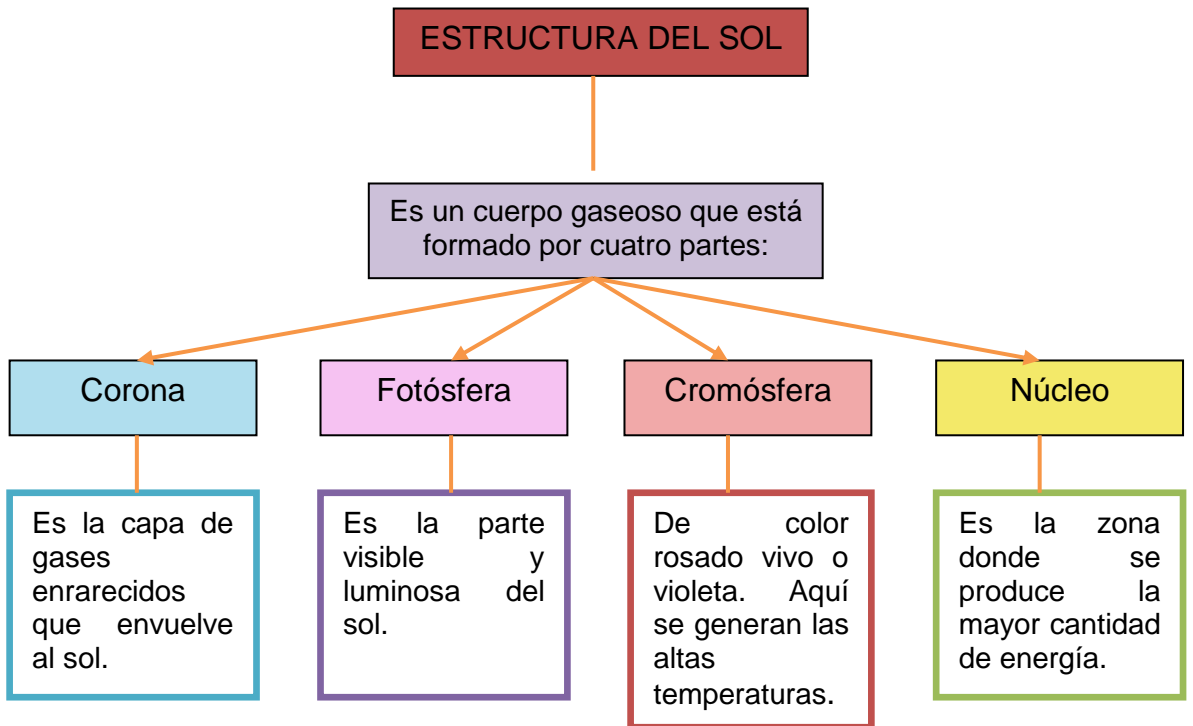 ESTRUCTURA DEL SOL
Es un cuerpo gaseoso que está
formado por cuatro partes:
Corona
Fotósfera
Cromósfera
Núcleo
Es la capa de
gases
enrarecidos
que envuelve
al sol.
Es la parte
visible y
luminosa del
sol.
De color
rosado vivo o
violeta. Aquí
se generan las
altas
temperaturas.
Es la zona
donde se
produce la
mayor cantidad
de energía.